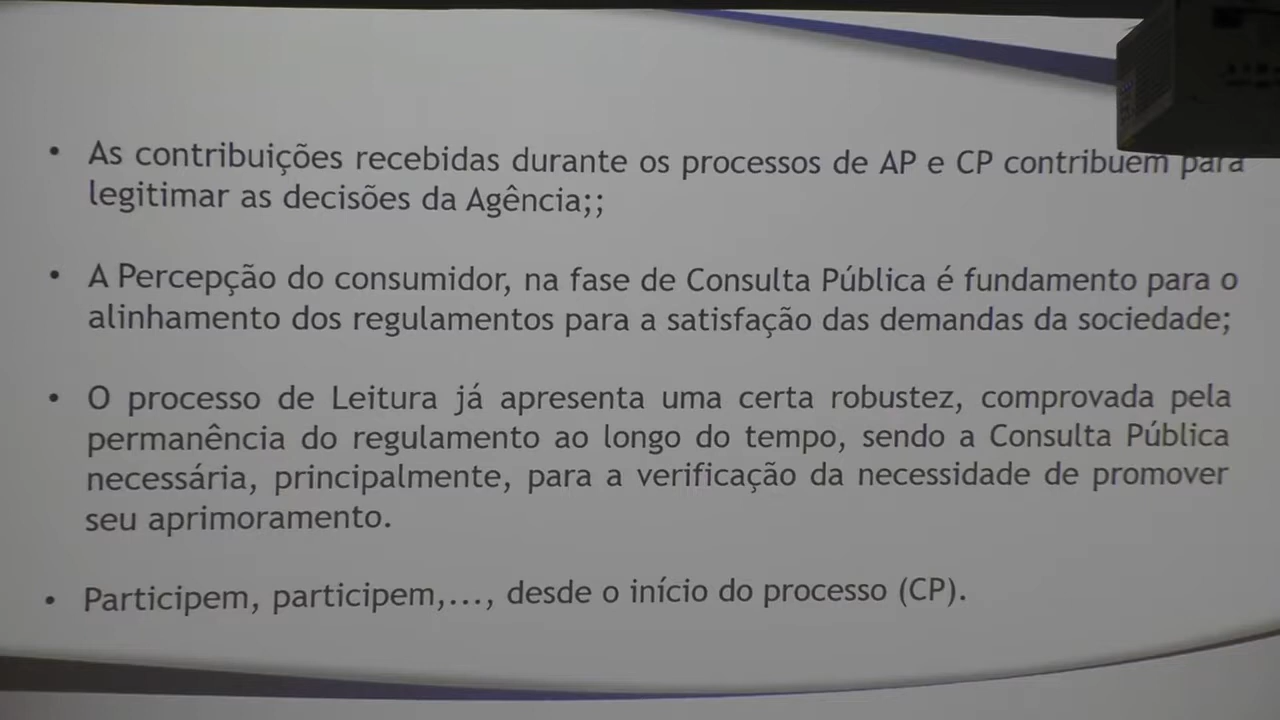 • As contribuições recebidas durante os processos de AP e CP contribuem para
legitimar as decisões da Agência;;
• A Percepção do consumidor, na fase de Consulta Pública é fundamento para o
alinhamento dos regulamentos para a satisfação das demandas da sociedade;
• O processo de Leitura já apresenta uma certa robustez, comprovada pela
permanência do regulamento ao longo do tempo, sendo a Consulta Pública
necessária, principalmente, para a verificação da necessidade de promover
seu aprimoramento.
• Participem, participem,..., desde o início do processo (CP).